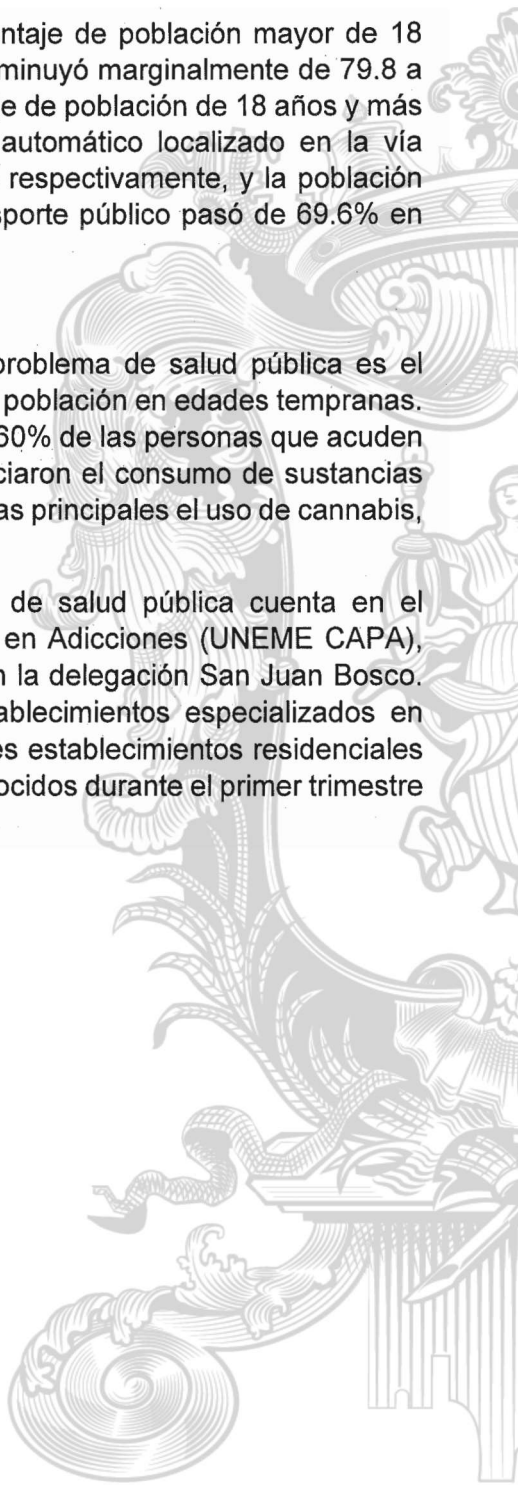 ntaje de población mayor de 18
minuyó marginalmente de 79.8 a
e de población de 18 años y más
automático localizado en la vía
respectivamente, y la población
sporte público pasó de 69.6% en
problema de salud pública es el
población en edades tempranas.
60% de las personas que acuden
ciaron el consumo de sustancias
as principales el uso de cannabis,
de salud pública cuenta en el
en Adicciones (UNEME CAPA),
n la delegación San Juan Bosco.
ablecimientos especializados en
es establecimientos residenciales
ocidos durante el primer trimestre